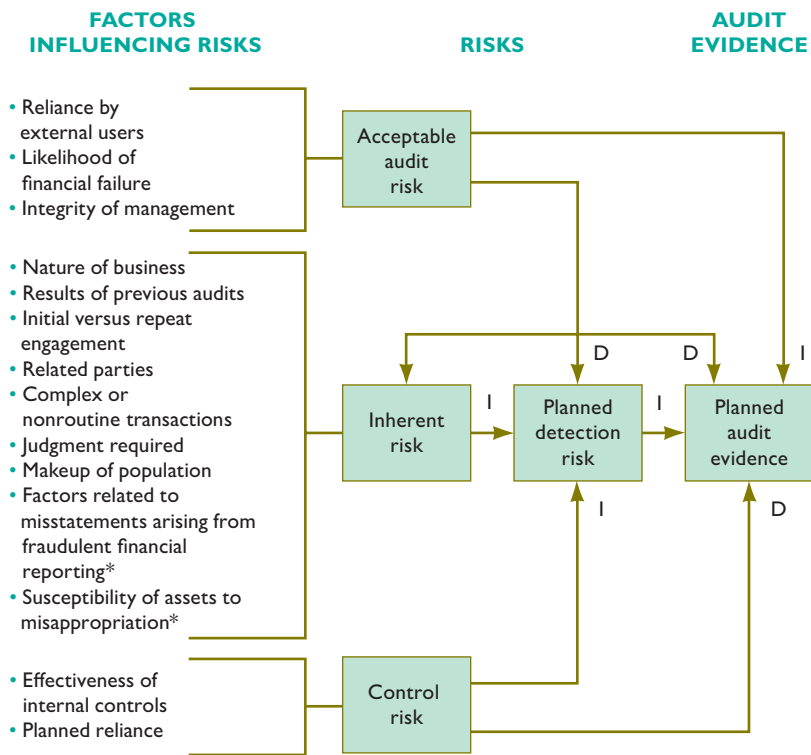 FACTORS
INFLUENCING RISKS
RISKS
AUDIT
EVIDENCE
• Reliance by
external users
• Likelihood of
financial failure
• Integrity of management
Acceptable
audit
risk
• Nature of business
• Results of previous audits
• Initial versus repeat
engagement
• Related parties
• Complex or
nonroutine transactions
• Judgment required
• Makeup of population
• Factors related to
misstatements arising from
fraudulent financial
reporting*
• Susceptibility of assets to
misappropriation*
D
D
I
Inherent
risk
I
Planned
detection
risk
I
Planned
audit
evidence
I
D
• Effectiveness of
internal controls
• Planned reliance
Control
risk